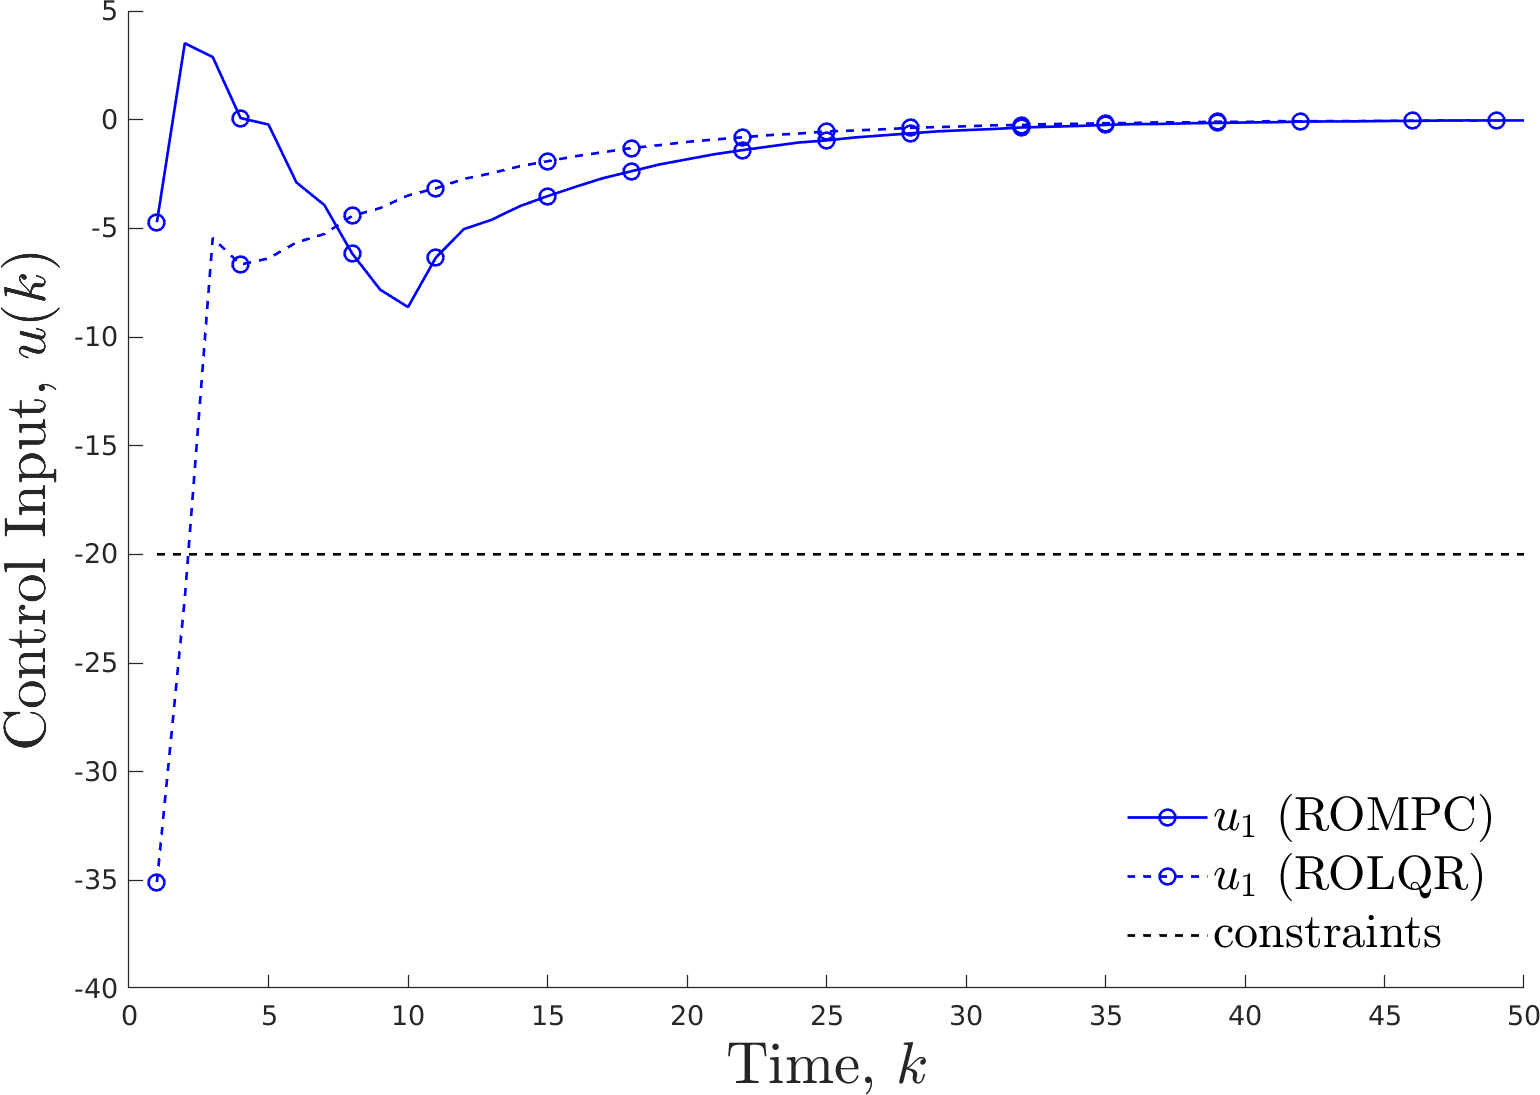 5
0
-5
-10
-15
-20
-25
-30
-35
-40
Control Input, u(k)
u₁ (ROMPC)
u₁ (ROLQR)
constraints
0 5 10 15 20 25 30 35 40 45 50
Time, k